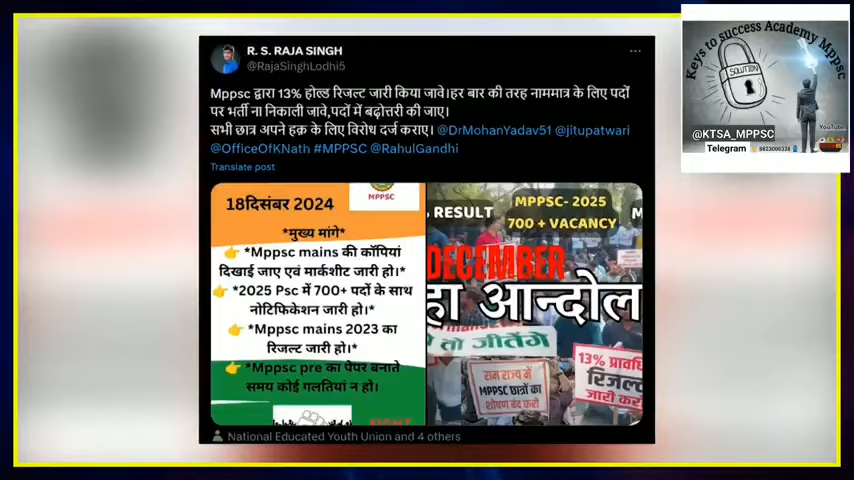 R. S. RAJA SINGH
@RajaSinghLodhi5
Mppsc द्वारा 13% होल्ड रिजल्ट जारी किया जावे।हर बार की तरह नाममात्र के लिए पदों
पर भर्ती ना निकाली जावे,पदों में बढ़ोत्तरी की जाए।
सभी छात्र अपने हक़ के लिए विरोध दर्ज कराए। @DrMohanYadav51 @jitupatwari
@OfficeOfKNath #MPPSC @RahulGandhi
Translate post
MPPSC
18दिसंबर 2024
*मुख्य मांगे*
👉 *Mppsc mains की कॉपियां
दिखाई जाए एवं मार्कशीट जारी हो।*
👉 *2025 Psc में 700+ पदों के साथ
नोटिफिकेशन जारी हो।*
👉 *Mppsc mains 2023 का
रिजल्ट जारी हो।*
👉 *Mppsc pre का पेपर बनाते
समय कोई गलतियां न हो।
RESULT
MPPSC- 2025
700 + VACANCY
M
DECEMBER
हा आन्दोल
तो जीतेंगे
राम राज्य में
MPPSC छात्रों का
शोषण बंद करो
13% प्रावधि
रिजल्ट
जारी करो
National Educated Youth Union and 4 others
Keys to success Academy Mppsc
SOLUTION
@KTSA_MPPSC
YouTube
Telegram